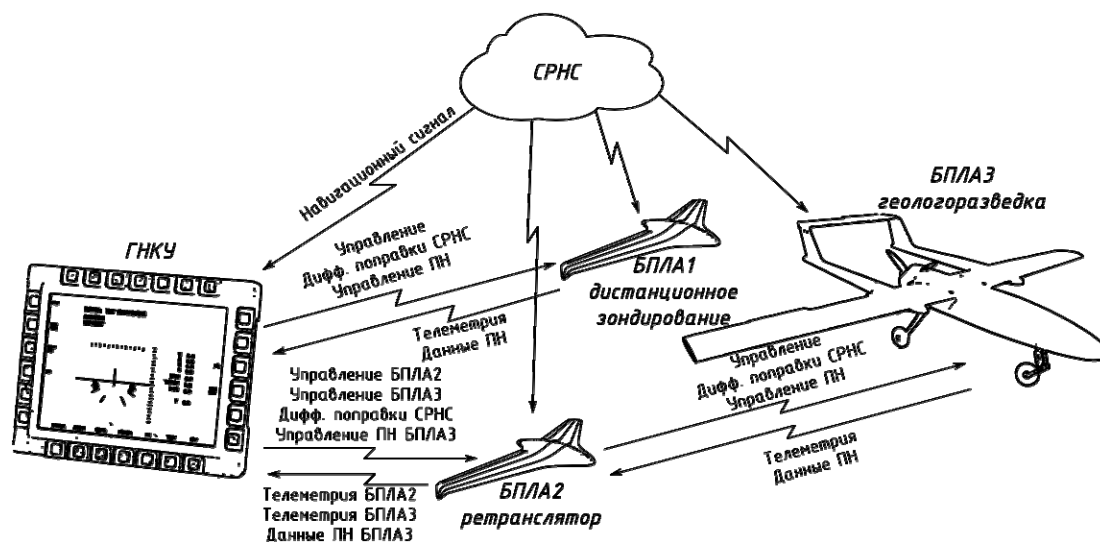 СРНС
Навигационный сигнал
БПЛА3
геологоразведка
ГНКУ
Управление
Дифф. поправки СРНС
Управление ПН
БПЛА1
дистанционное
зондирование
Телеметрия
Данные ПН
Управление БПЛА2
Управление БПЛА3
Дифф. поправки СРНС
Управление ПН БПЛА3
Управление
Дифф. поправки СРНС
Управление ПН
Телеметрия
Данные ПН
БПЛА2
ретранслятор
Телеметрия БПЛА2
Телеметрия БПЛА3
Данные ПН БПЛА3